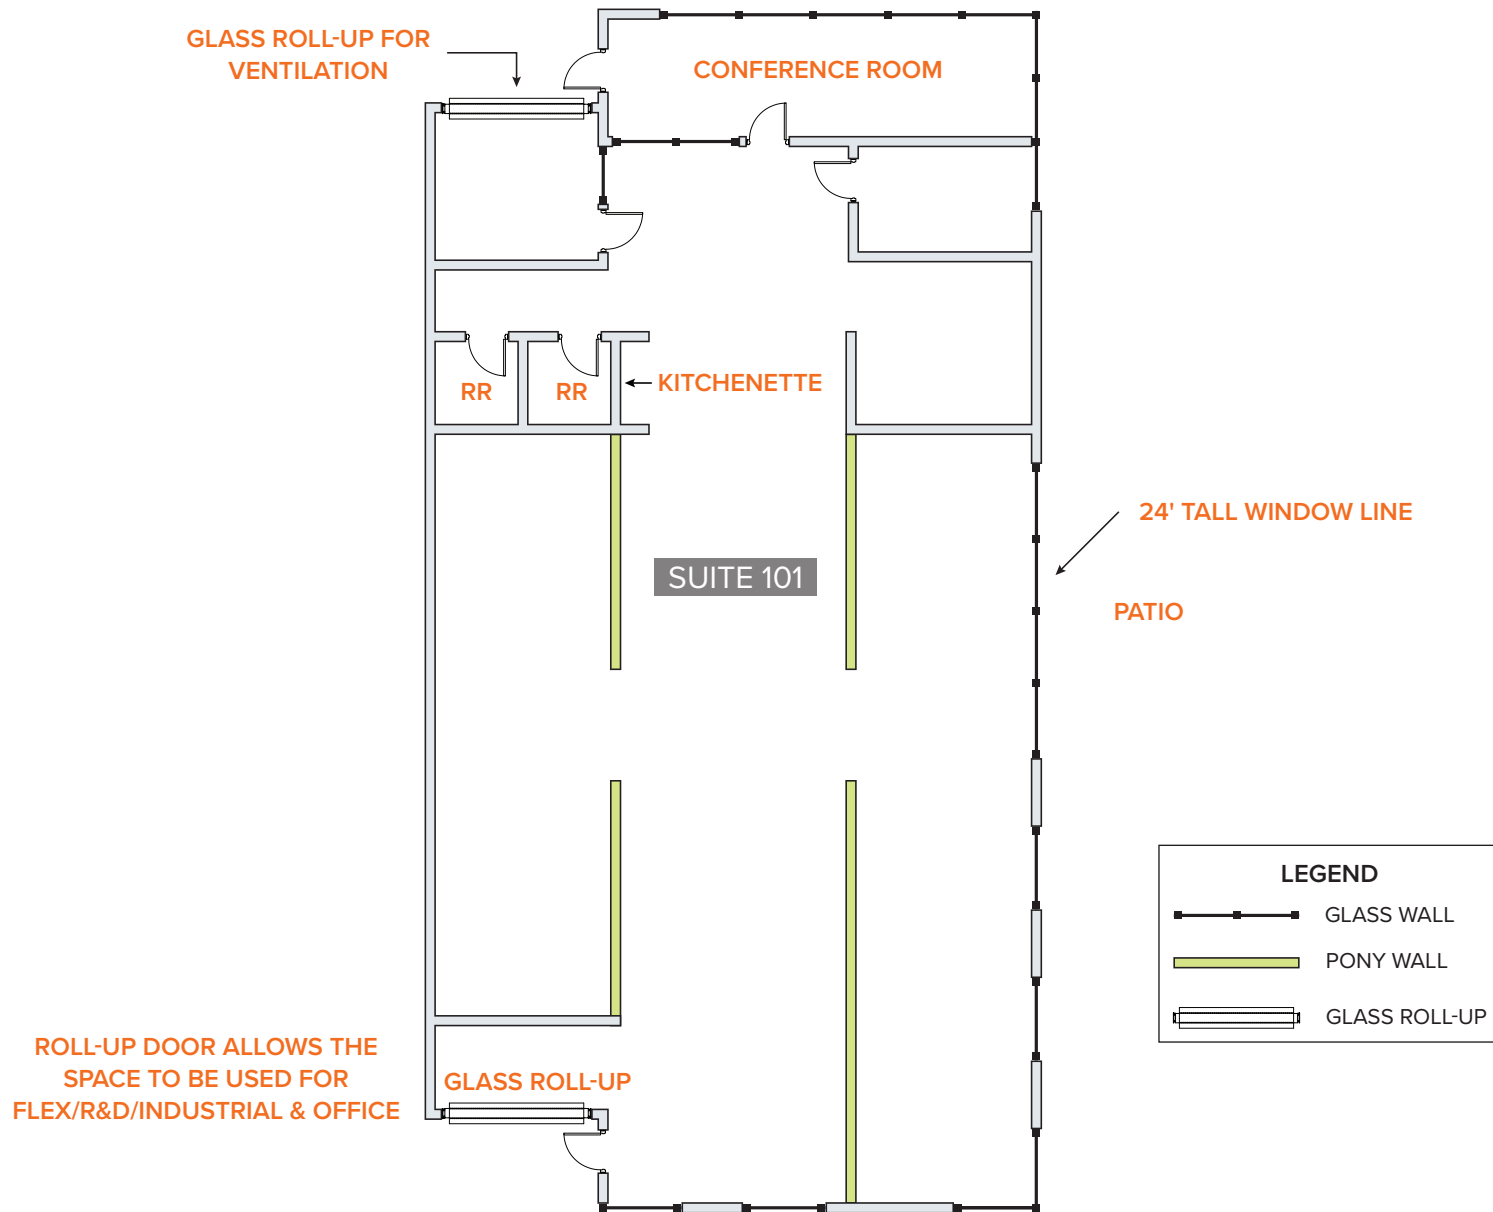 GLASS ROLL-UP FOR
VENTILATION
CONFERENCE ROOM
RR
RR
KITCHENETTE
24' TALL WINDOW LINE
SUITE 101
PATIO
LEGEND
GLASS WALL
PONY WALL
GLASS ROLL-UP
ROLL-UP DOOR ALLOWS THE
SPACE TO BE USED FOR
FLEX/R&D/INDUSTRIAL & OFFICE
GLASS ROLL-UP